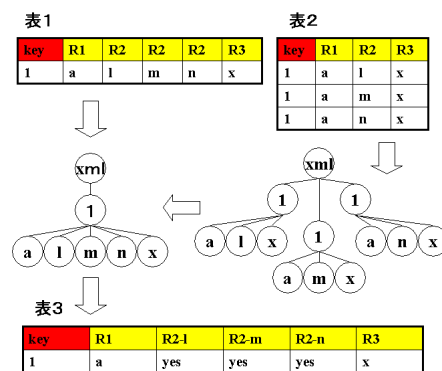 表1
key R1 R2 R2 R2 R3
1 a l m n x
表2
key R1 R2 R3
1 a l x
1 a m x
1 a n x
xml
1
a l m n x
xml
1 1
a l x
1
a n x
a m x
表3
key R1 R2-l R2-m R2-n R3
1 a yes yes yes x